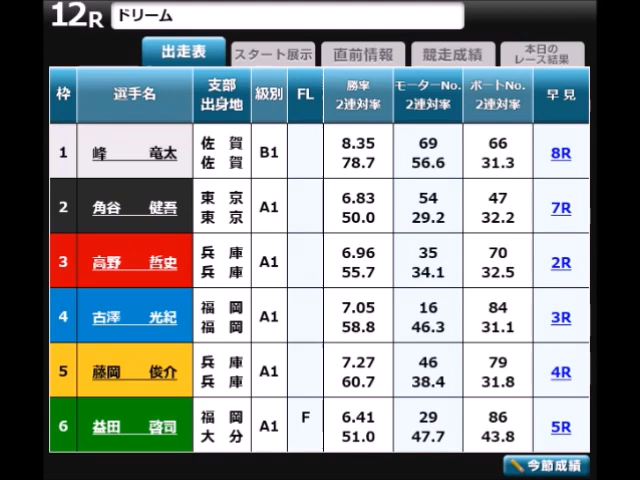 12R ドリーム
出走表 スタート展示 直前情報 競走成績 本日の
レース結果
枠 選手名 支部 級別 FL 勝率 モーターNo. ボートNo. 早見
出身地 2連対率 2連対率 2連対率
1 峰 竜太 佐賀 B1 8.35 69 66 8R
佐賀 78.7 56.6 31.3
2 角谷 健吾 東京 A1 6.83 54 47 7R
東京 50.0 29.2 32.2
3 高野 哲史 兵庫 A1 6.96 35 70 2R
兵庫 55.7 34.1 32.5
4 古澤 光紀 福岡 A1 7.05 16 84 3R
福岡 58.8 46.3 31.1
5 藤岡 俊介 兵庫 A1 7.27 46 79 4R
兵庫 60.7 38.4 31.8
6 益田 啓司 福岡 A1 F 6.41 29 86 5R
大分 51.0 47.7 43.8
今節成績